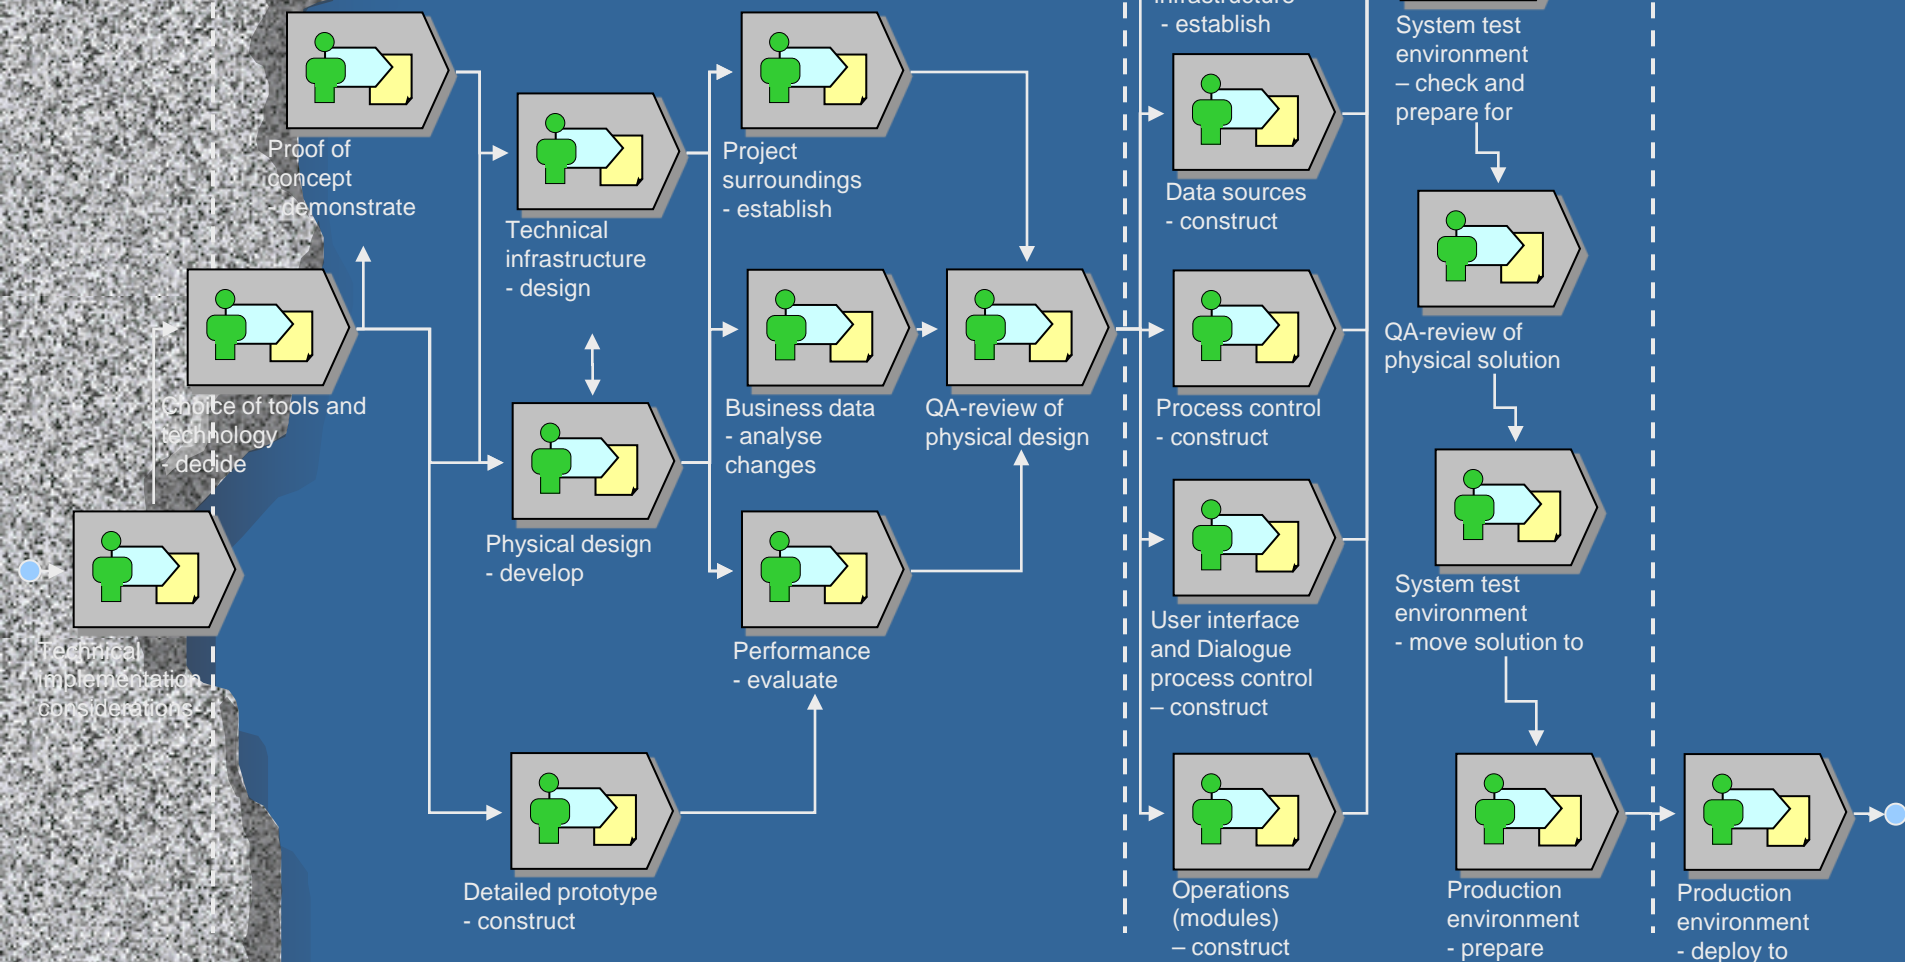 Proof of
concept
- demonstrate
Choice of tools and
technology
- decide
Technical
implementation
considerations
Technical
infrastructure
- design
Physical design
- develop
Detailed prototype
- construct
Project
surroundings
- establish
Business data
- analyse
changes
Performance
- evaluate
QA-review of
physical design
infrastructure
- establish
Data sources
- construct
Process control
- construct
User interface
and Dialogue
process control
– construct
Operations
(modules)
– construct
System test
environment
– check and
prepare for
QA-review of
physical solution
System test
environment
- move solution to
Production
environment
- prepare
Production
environment
- deploy to